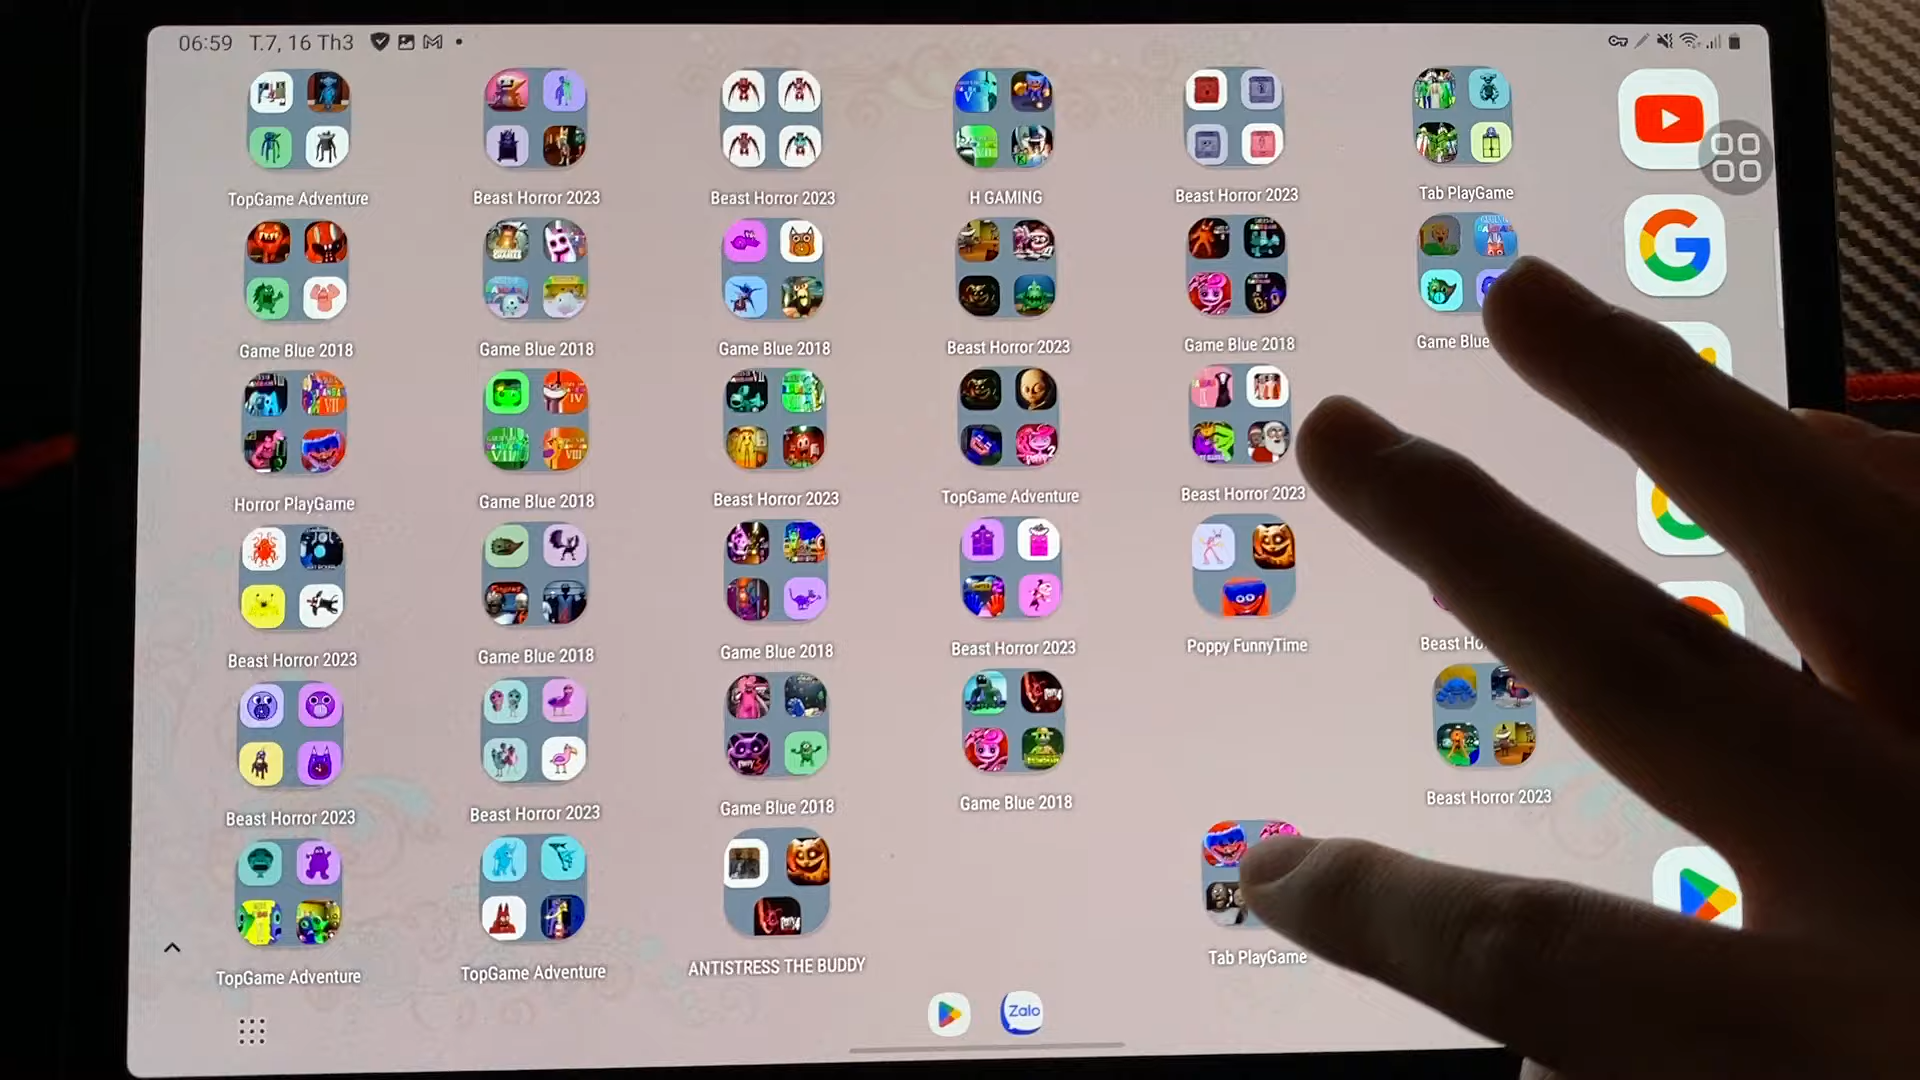 06:59 T.7, 16 Th3
TopGame Adventure
Beast Horror 2023
Beast Horror 2023
H GAMING
Beast Horror 2023
Tab PlayGame
Game Blue 2018
Game Blue 2018
Game Blue 2018
Beast Horror 2023
Game Blue 2018
Game Blue
Horror PlayGame
Game Blue 2018
Beast Horror 2023
TopGame Adventure
Beast Horror 2023
Beast Horror 2023
Game Blue 2018
Game Blue 2018
Beast Horror 2023
Poppy FunnyTime
Beast Ho
Beast Horror 2023
Beast Horror 2023
Game Blue 2018
Game Blue 2018
Beast Horror 2023
TopGame Adventure
TopGame Adventure
ANTISTRESS THE BUDDY
Tab PlayGame
Zalo